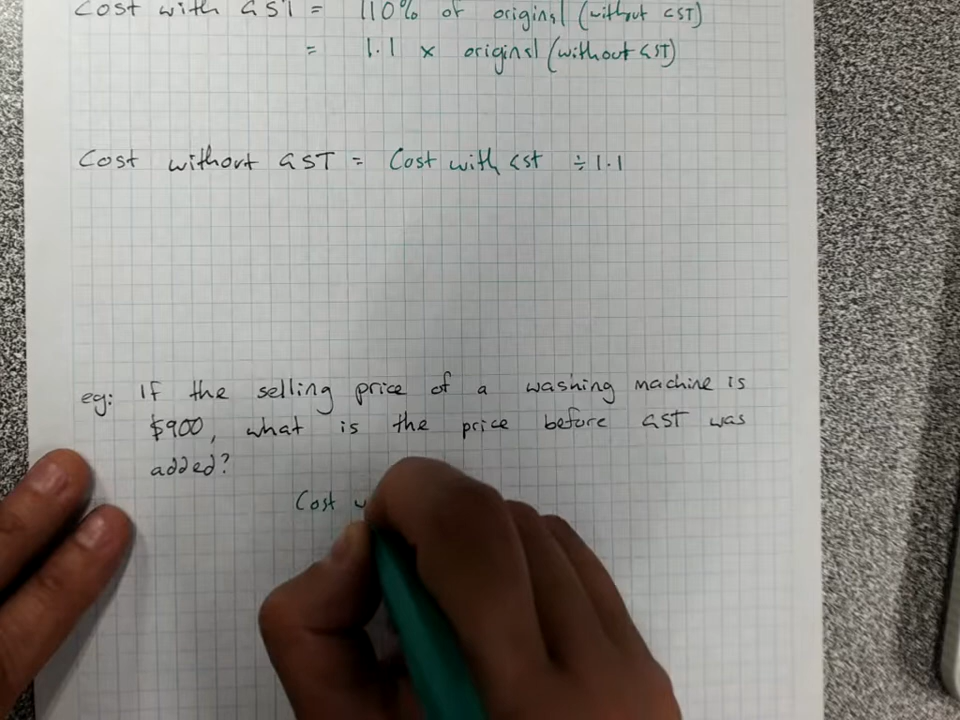 Cost with GST = 110% of original (without GST)
= 1.1 x original (without GST)
Cost without GST = Cost with Gst ÷ 1.1
eg: If the selling price of a washing machine is
$900, what is the price before GST was
added?
Cost